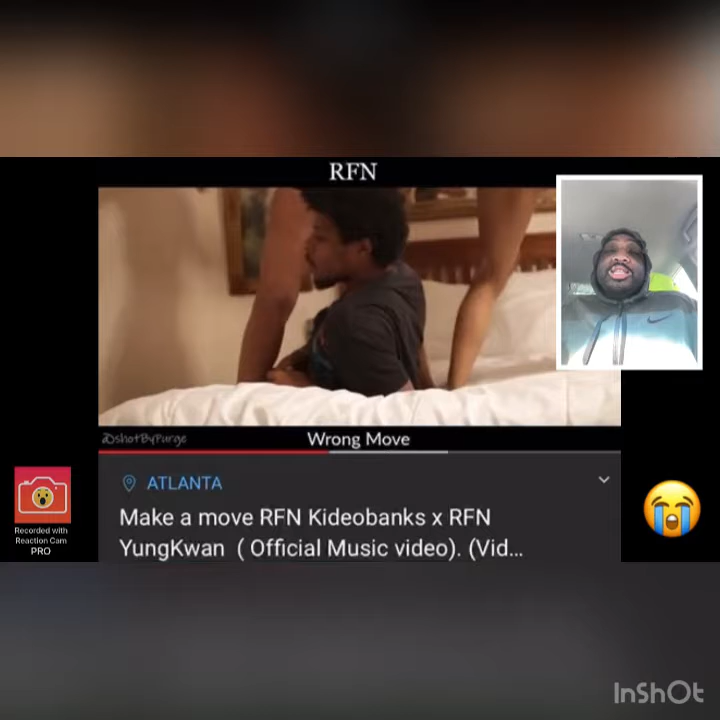 RFN
@shotByPurge
Wrong Move
ATLANTA
Make a move RFN Kideobanks x RFN
YungKwan ( Official Music video). (Vid...
Recorded with
Reaction Cam
PRO
InShOt